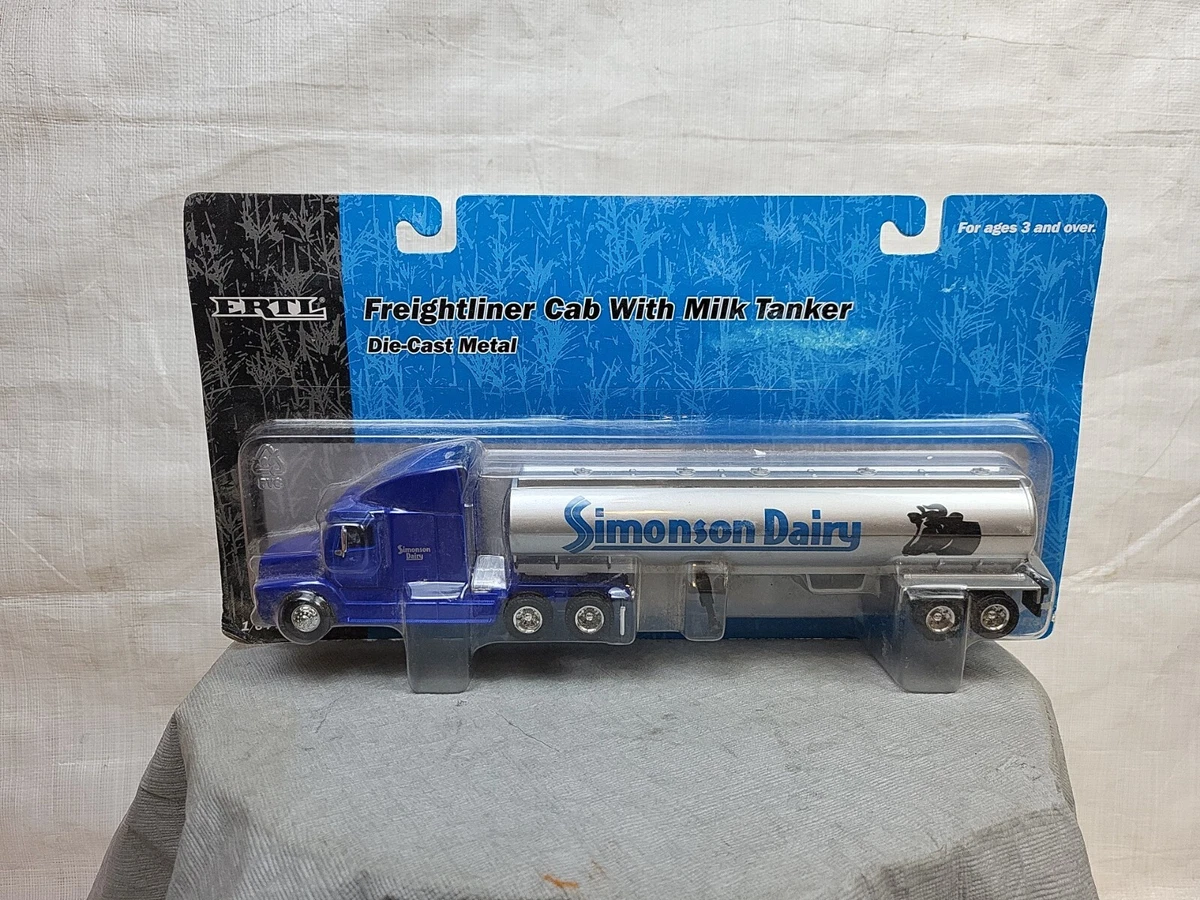 For ages 3 and over.
ERTL
Freightliner Cab With Milk Tanker
Die-Cast Metal
Simonson Dairy
Simonson
Dairy